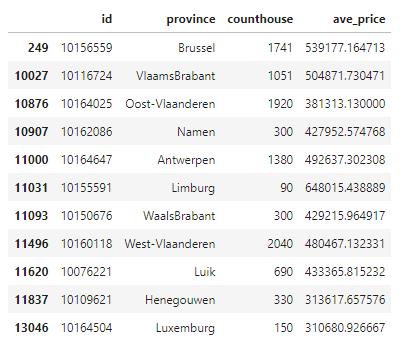 id province counthouse ave_price
249 10156559 Brussel 1741 539177.164713
10027 10116724 VlaamsBrabant 1051 504871.730471
10876 10164025 Oost-Vlaanderen 1920 381313.130000
10907 10162086 Namen 300 427952.574768
11000 10164647 Antwerpen 1380 492637.302308
11031 10155591 Limburg 90 648015.438889
11093 10150676 WaalsBrabant 300 429215.964917
11496 10160118 West-Vlaanderen 2040 480467.132331
11620 10076221 Luik 690 433365.815232
11837 10109621 Henegouwen 330 313617.657576
13046 10164504 Luxemburg 150 310680.926667